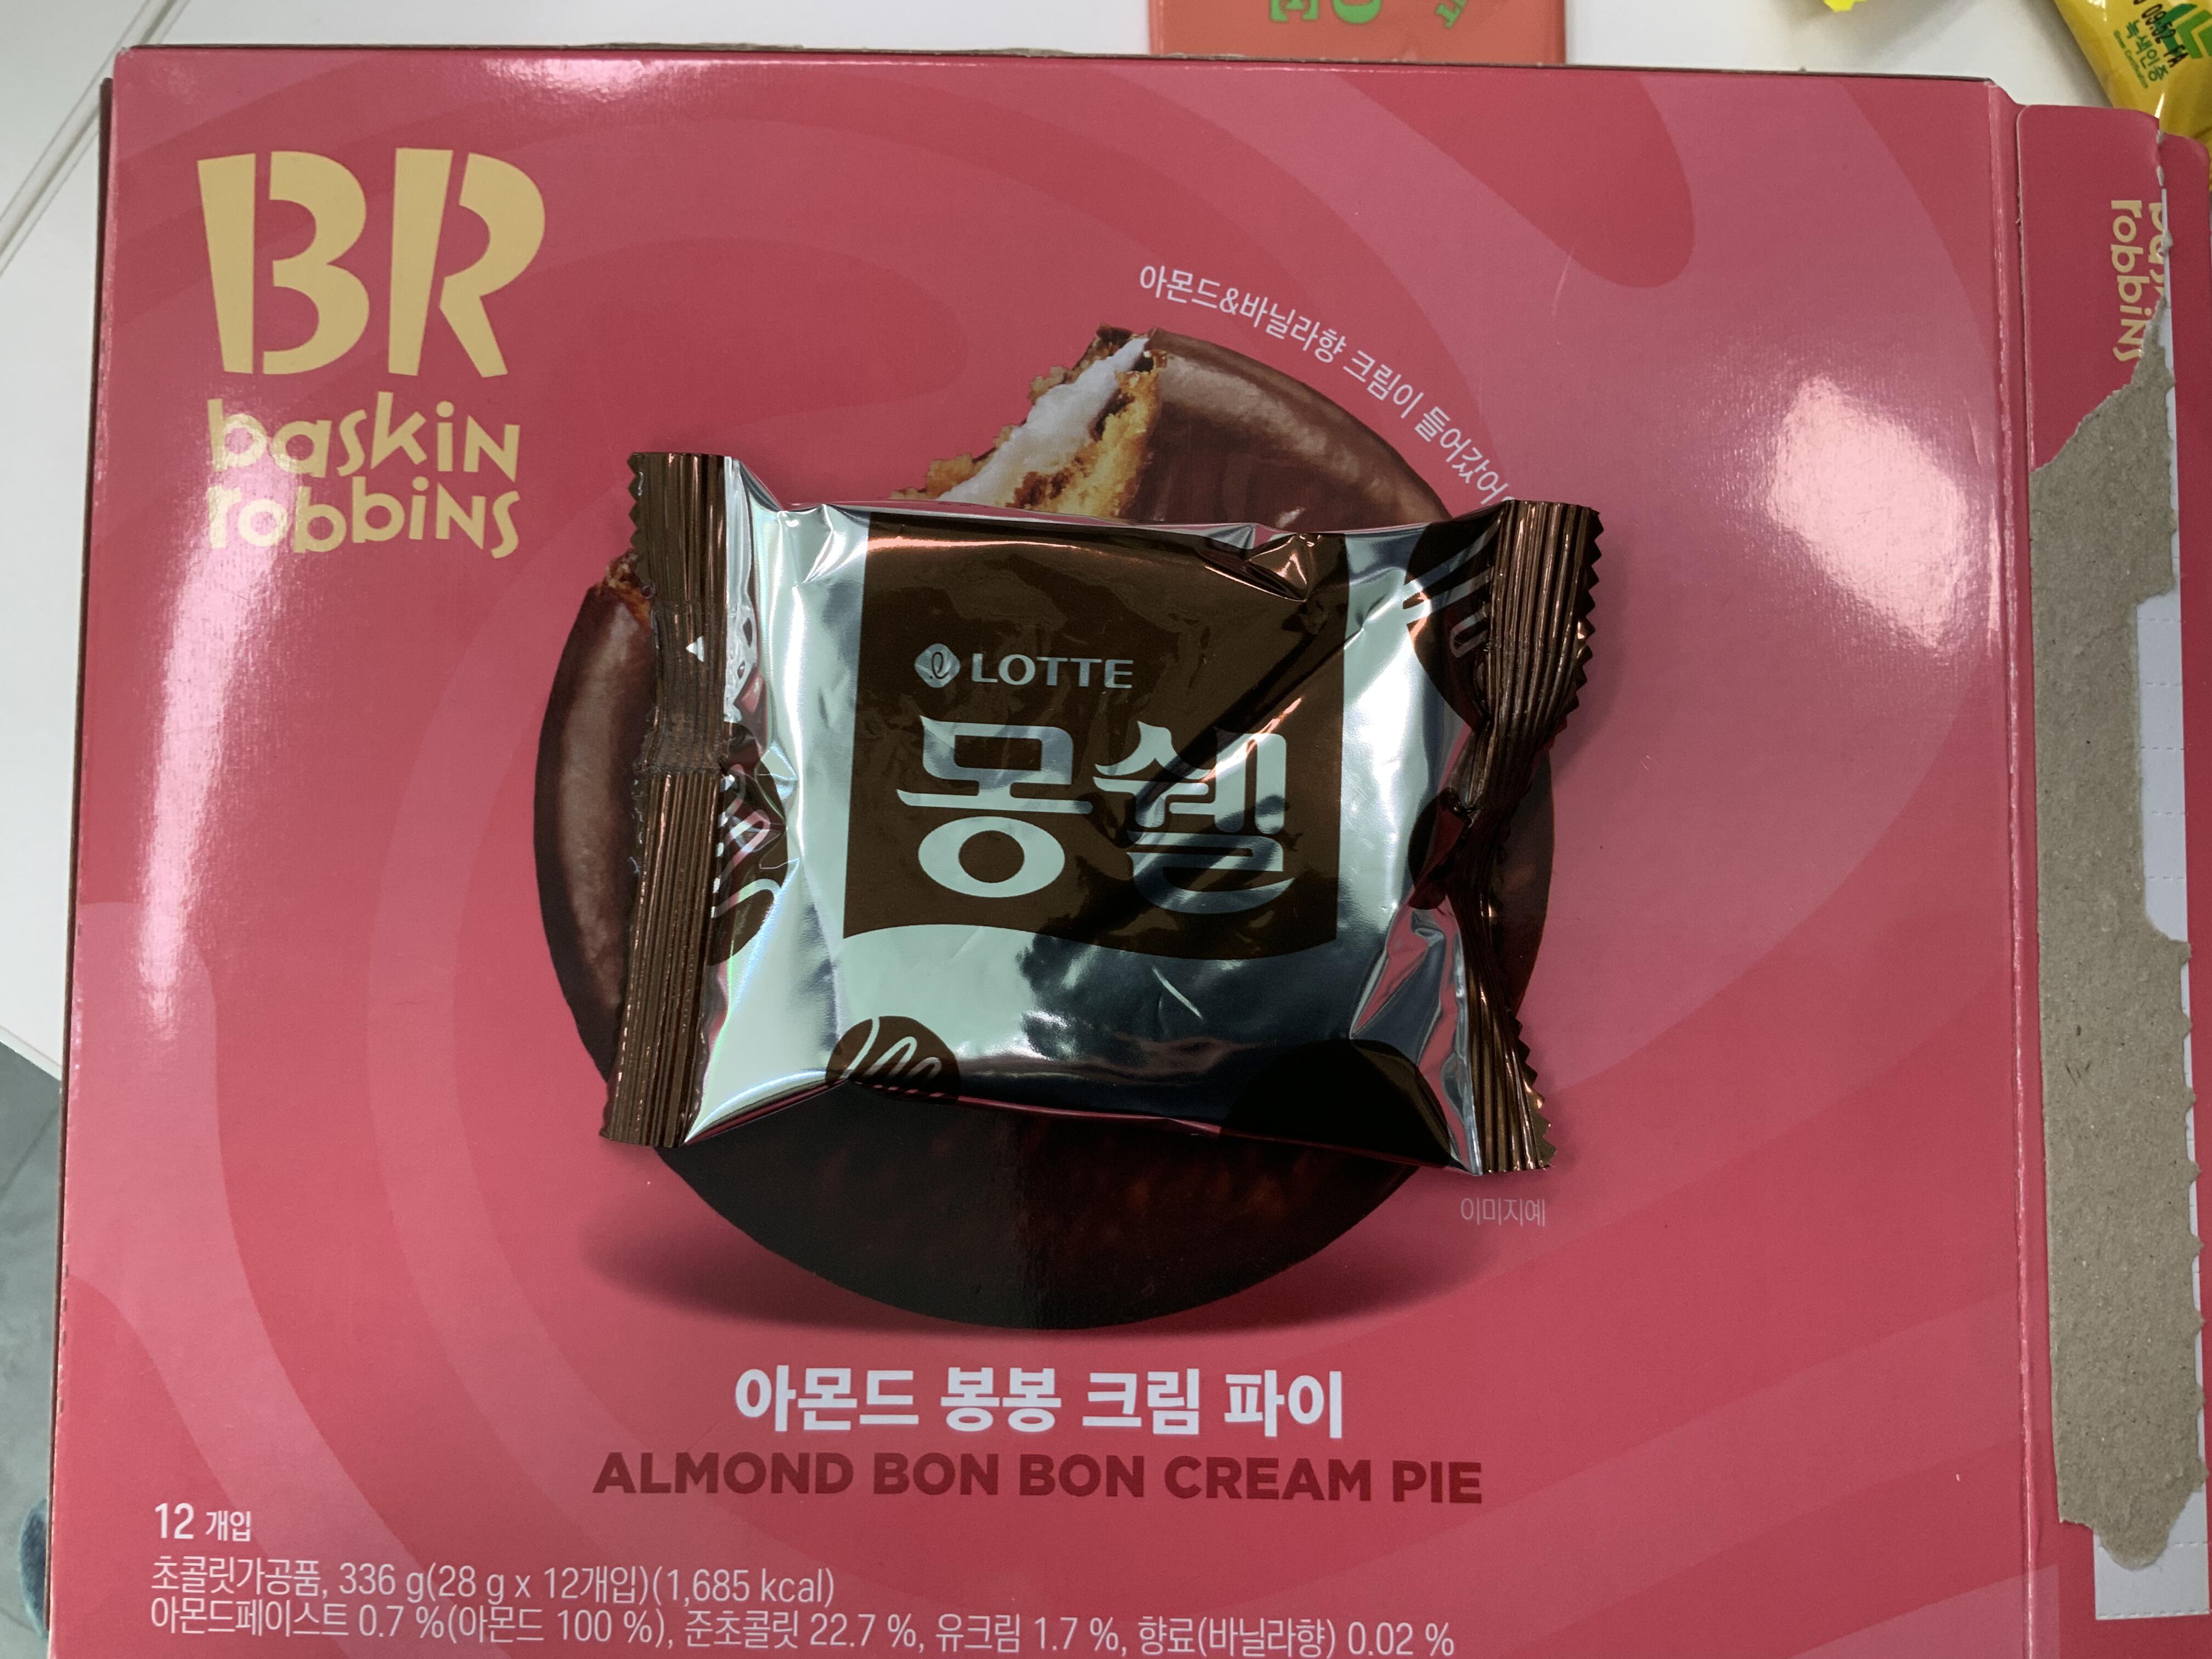 BR
baskin
robbins
아몬드&바닐라향 크림이 들어갔어
LOTTE
몽쉘
이미지예
아몬드 봉봉 크림 파이
ALMOND BON BON CREAM PIE
12 개입
초콜릿가공품, 336 g(28 g x 12개입)(1,685 kcal)
아몬드페이스트 0.7 %(아몬드 100 %), 준초콜릿 22.7 %, 유크림 1.7 %, 향료(바닐라향) 0.02 %
robbins
녹색인증